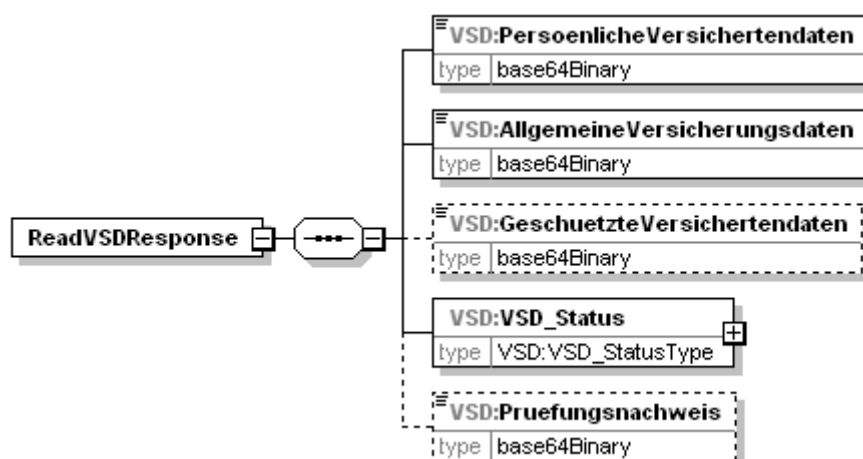 VSD:PersoenlicheVersichertendaten
type base64Binary
VSD:AllgemeineVersicherungsdaten
type base64Binary
VSD:GeschuetzteVersichertendaten
type base64Binary
ReadVSDResponse
VSD:VSD_Status
type VSD:VSD_StatusType
VSD:Pruefungsnachweis
type base64Binary